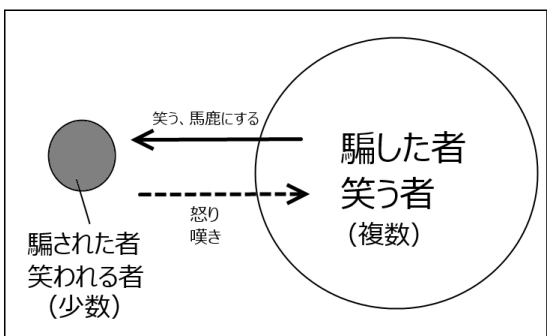 笑う、馬鹿にする
騙した者
笑う者
(複数)
怒り
嘆き
騙された者
笑われる者
(少数)